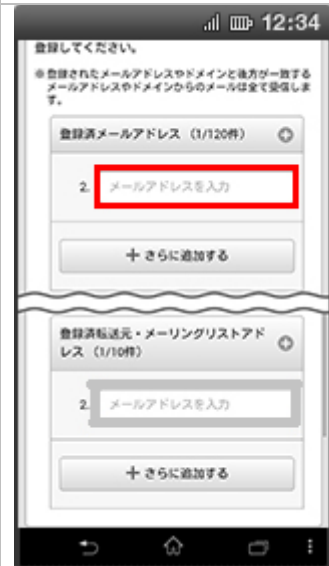 12:34
登録してください。
※登録されたメールアドレスやドメインと後方が一致する
メールアドレスやドメインからのメールは全て受信しま
す。
登録済メールアドレス（1/120件）
2. メールアドレスを入力
＋さらに追加する
登録済転送元・メーリングリストアド
レス（1/10件）
2. メールアドレスを入力
＋さらに追加する